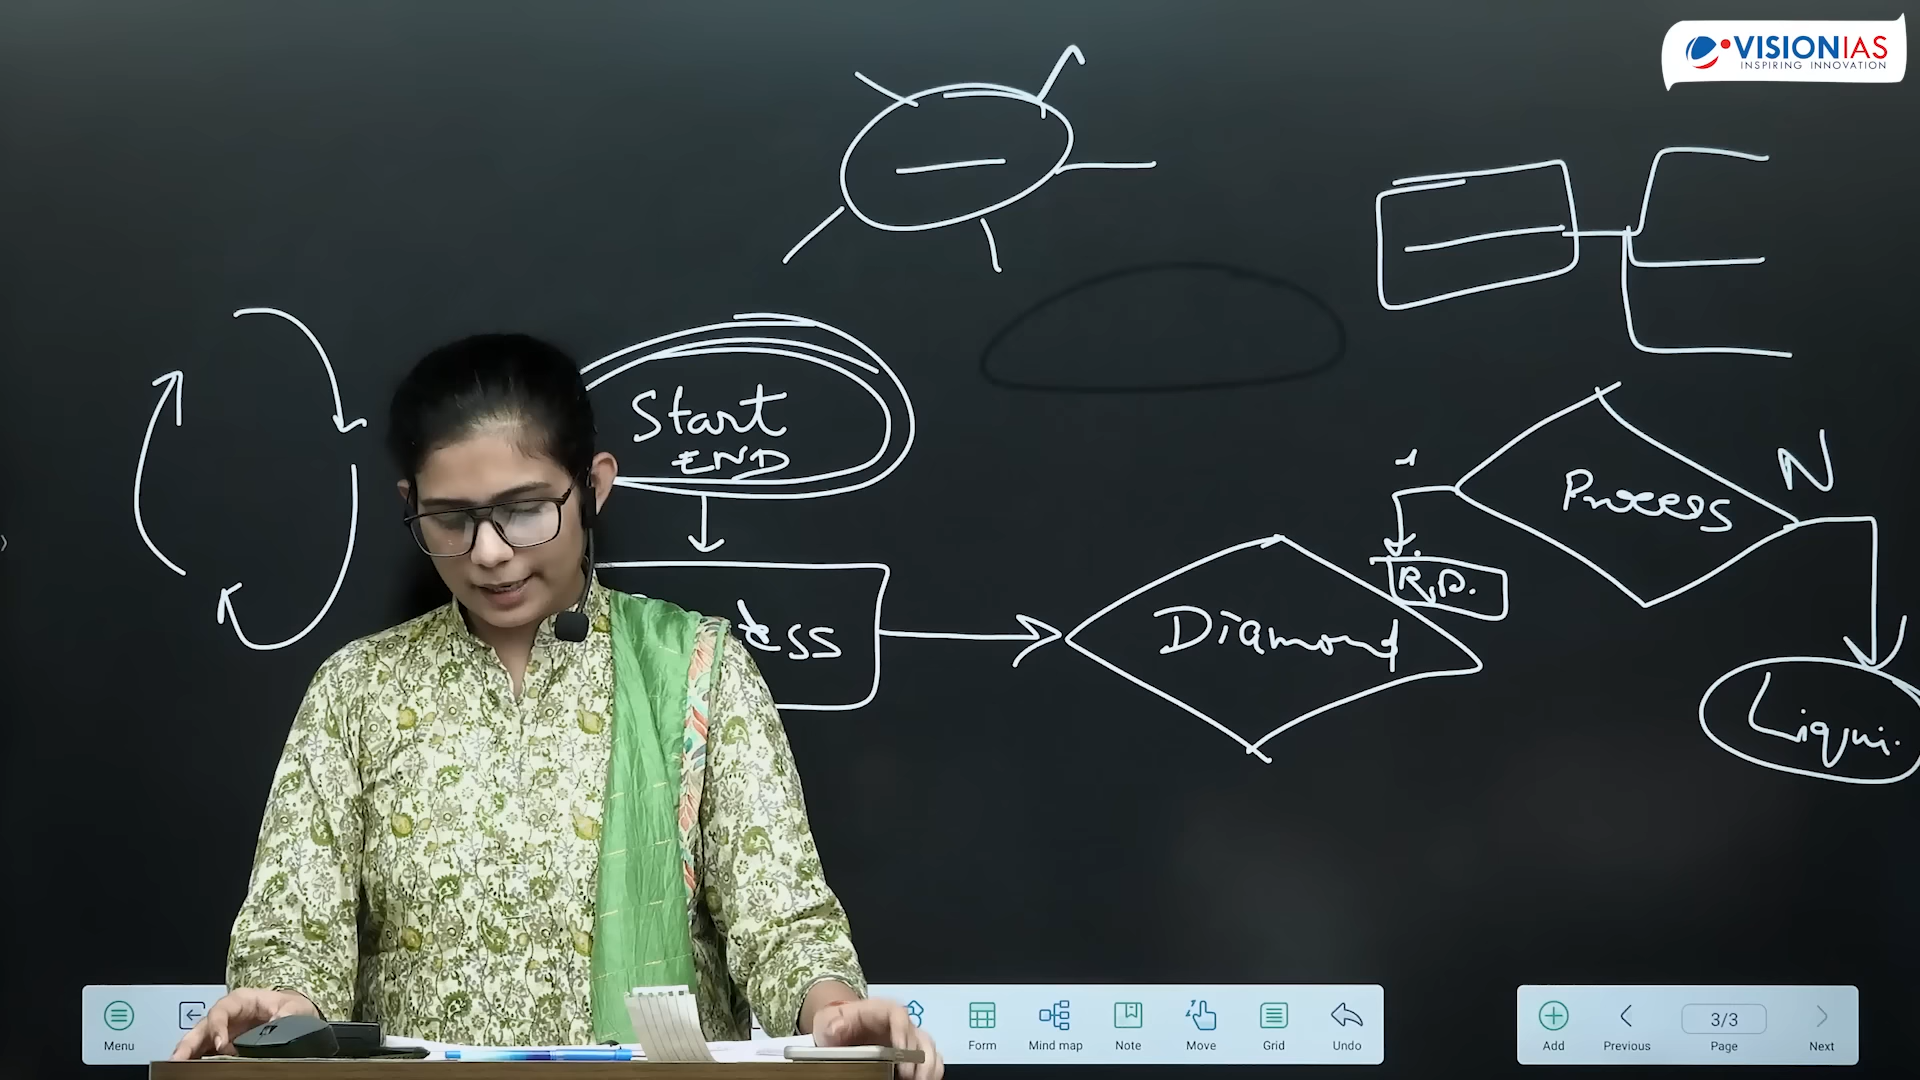 VISIONIAS
INSPIRING INNOVATION
Start
END
ss
Process
N
R.P.
Diamond
Liqui.
Menu
Form
Mind map
Note
Move
Grid
Undo
Add
Previous
3/3
Page
Next